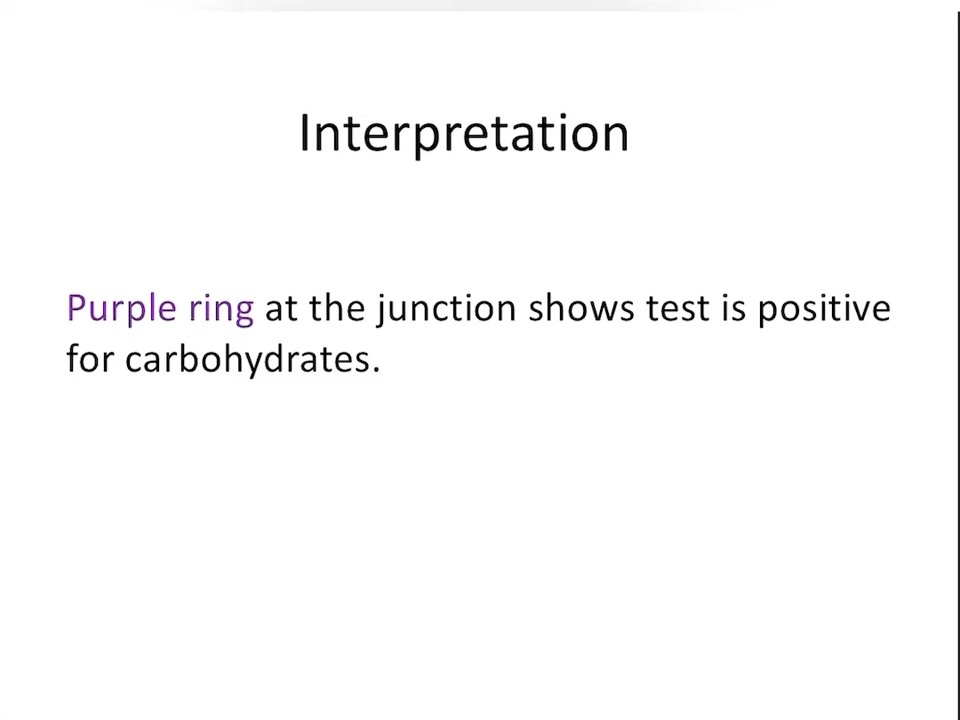 Interpretation
Purple ring at the junction shows test is positive
for carbohydrates.